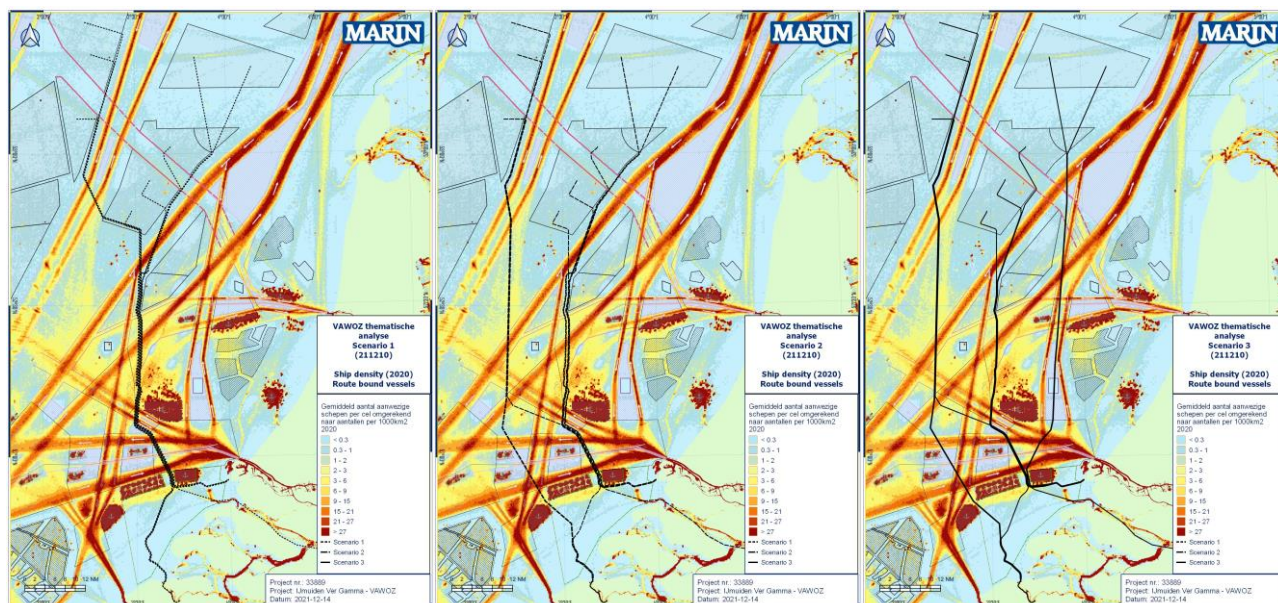 MARIN
VAWOZ thematische
analyse
Scenario 1
(211210)
Ship density (2020)
Route bound vessels
Gemiddeld aantal aanwezige
schepen per cel omgerekend
naar aantallen per 1000km2
2020
< 0.3
0.3 - 1
1 - 2
2 - 3
3 - 6
6 - 9
9 - 15
15 - 21
21 - 27
> 27
Scenario 1
Scenario 2
Scenario 3
Project nr.: 33889
Project: IJmuiden Ver Gamma - VAWOZ
Datum: 2021-12-14
MARIN
VAWOZ thematische
analyse
Scenario 2
(211210)
Ship density (2020)
Route bound vessels
Gemiddeld aantal aanwezige
schepen per cel omgerekend
naar aantallen per 1000km2
2020
< 0.3
0.3 - 1
1 - 2
2 - 3
3 - 6
6 - 9
9 - 15
15 - 21
21 - 27
> 27
Scenario 1
Scenario 2
Scenario 3
Project nr.: 33889
Project: IJmuiden Ver Gamma - VAWOZ
Datum: 2021-12-14
MARIN
VAWOZ thematische
analyse
Scenario 3
(211210)
Ship density (2020)
Route bound vessels
Gemiddeld aantal aanwezige
schepen per cel omgerekend
naar aantallen per 1000km2
2020
< 0.3
0.3 - 1
1 - 2
2 - 3
3 - 6
6 - 9
9 - 15
15 - 21
21 - 27
> 27
Scenario 1
Scenario 2
Scenario 3
Project nr.: 33889
Project: IJmuiden Ver Gamma - VAWOZ
Datum: 2021-12-14